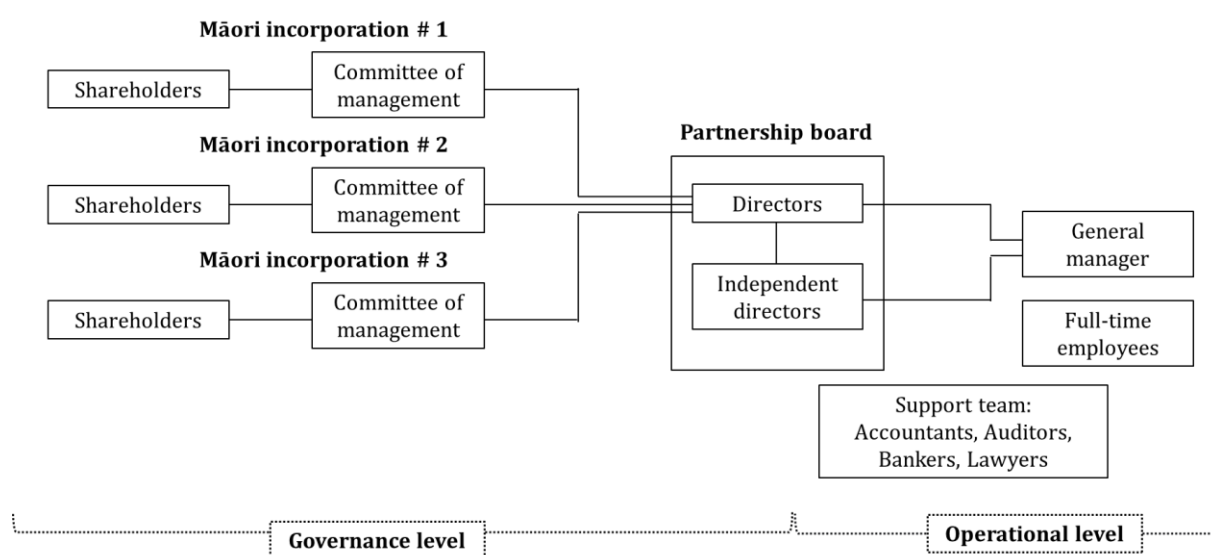 Māori incorporation # 1
Shareholders
Committee of
management
Māori incorporation # 2
Shareholders
Committee of
management
Māori incorporation # 3
Shareholders
Committee of
management
Partnership board
Directors
Independent
directors
General
manager
Full-time
employees
Support team:
Accountants, Auditors,
Bankers, Lawyers
Governance level
Operational level